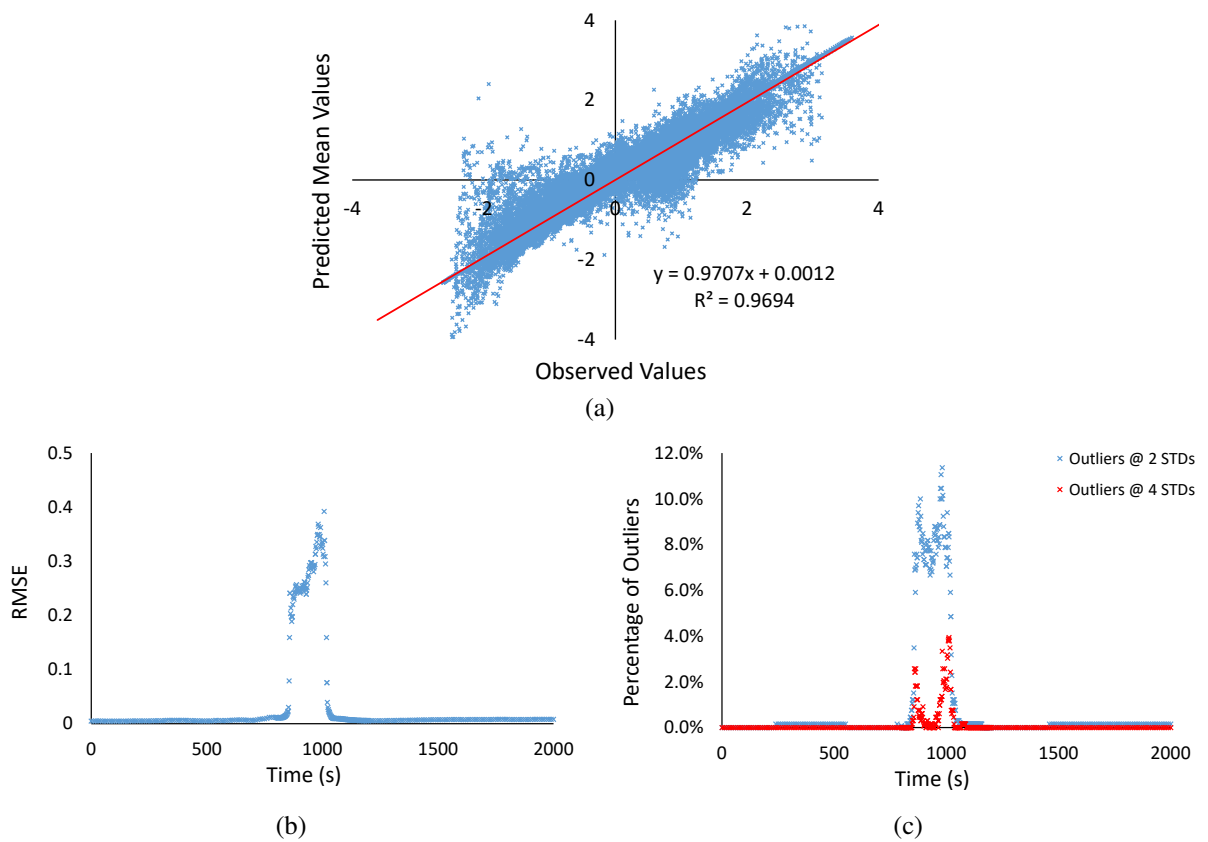 4
2
0
-2
-4
-4
-2
0
2
4
Predicted Mean Values
y = 0.9707x + 0.0012
R² = 0.9694
Observed Values
(a)
0.5
0.4
0.3
0.2
0.1
0
RMSE
0
500
1000
1500
2000
Time (s)
(b)
12.0%
10.0%
8.0%
6.0%
4.0%
2.0%
0.0%
Percentage of Outliers
Outliers @ 2 STDs
Outliers @ 4 STDs
0
500
1000
1500
2000
Time (s)
(c)